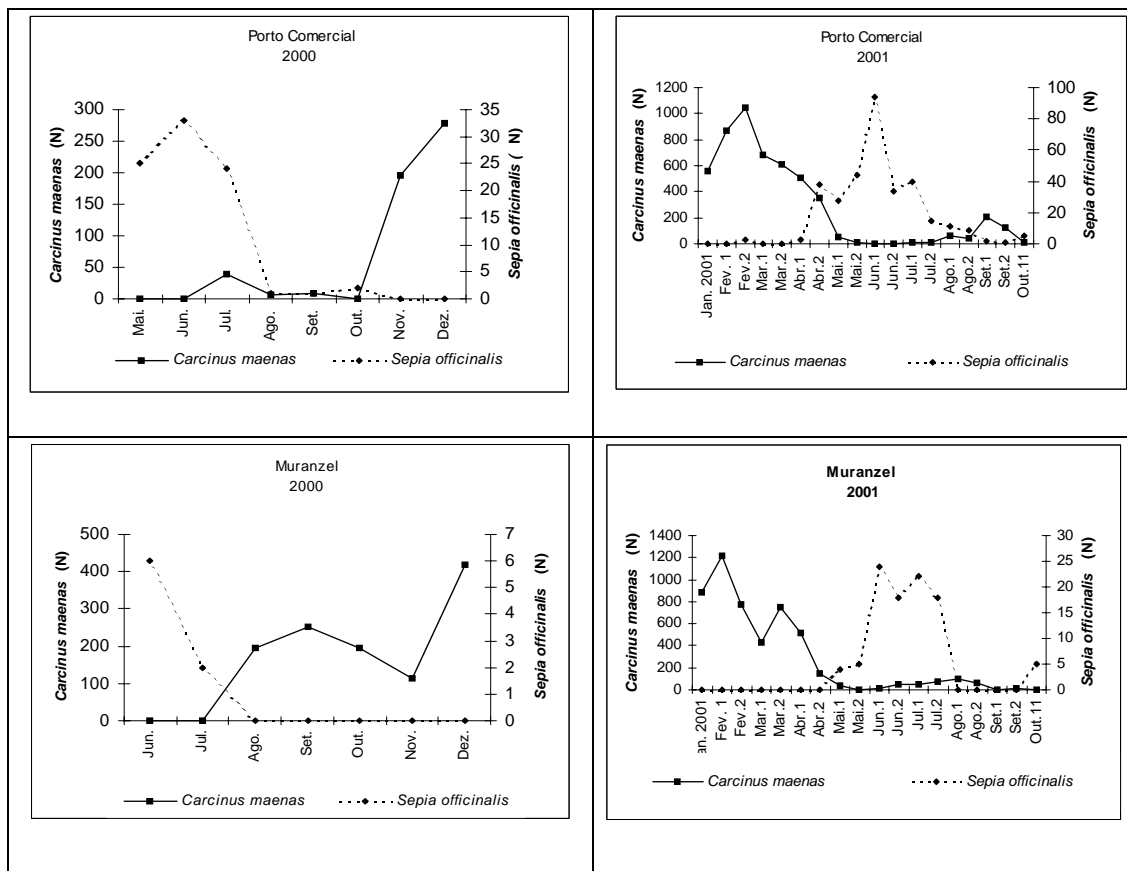 Porto Comercial
2000
Carcinus maenas (N)
300
250
200
150
100
50
0
35
30
25
20
15
10
5
0
Sepia officinalis ( N)
Mai.
Jun.
Jul.
Ago.
Set.
Out.
Nov.
Dez.
Carcinus maenas
Sepia officinalis
Porto Comercial
2001
Carcinus maenas (N)
1200
1000
800
600
400
200
0
100
80
60
40
20
0
Sepia officinalis (N)
Jan. 2001
Fev. 1
Fev.2
Mar.1
Mar.2
Abr.1
Abr.2
Mai.1
Mai.2
Jun.1
Jun.2
Jul.1
Jul.2
Ago.1
Ago.2
Set.1
Set.2
Out.11
Carcinus maenas
Sepia officinalis
Muranzel
2000
Carcinus maenas (N)
500
400
300
200
100
0
7
6
5
4
3
2
1
0
Sepia officinalis (N)
Jun.
Jul.
Ago.
Set.
Out.
Nov.
Dez.
Carcinus maenas
Sepia officinalis
Muranzel
2001
Carcinus maenas (N)
1400
1200
1000
800
600
400
200
0
30
25
20
15
10
5
0
Sepia officinalis (N)
Jan. 2001
Fev. 1
Fev.2
Mar.1
Mar.2
Abr.1
Abr.2
Mai.1
Mai.2
Jun.1
Jun.2
Jul.1
Jul.2
Ago.1
Ago.2
Set.1
Set.2
Out.11
Carcinus maenas
Sepia officinalis